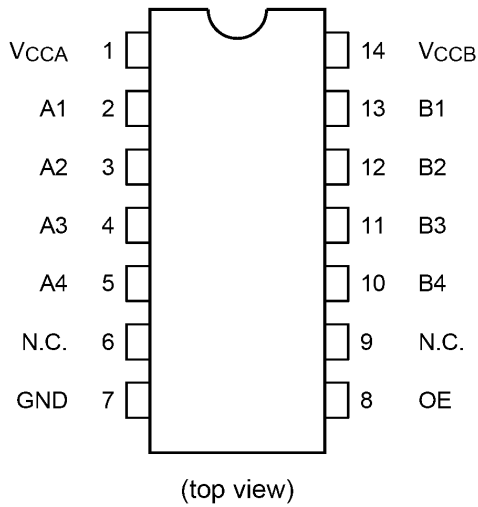 VCCA 1 14 VCCB
A1 2 13 B1
A2 3 12 B2
A3 4 11 B3
A4 5 10 B4
N.C. 6 9 N.C.
GND 7 8 OE
(top view)